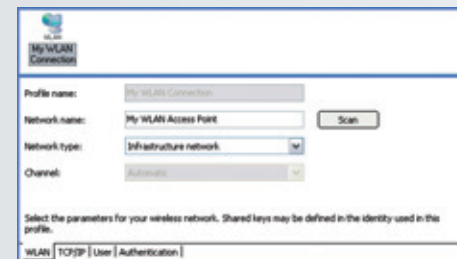 WLAN
My WLAN
Connection
Profile name: My WLAN Connection
Network name: My WLAN Access Point Scan
Network type: Infrastructure network
Channel: Automatic
Select the parameters for your wireless network. Shared keys may be defined in the identity used in this
profile.
WLAN TCP/IP User Authentication